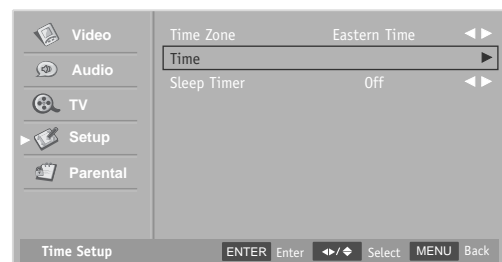 Video
Audio
TV
Setup
Parental
Time Zone Eastern Time
Time
Sleep Timer Off
Time Setup ENTER Enter Select MENU Back